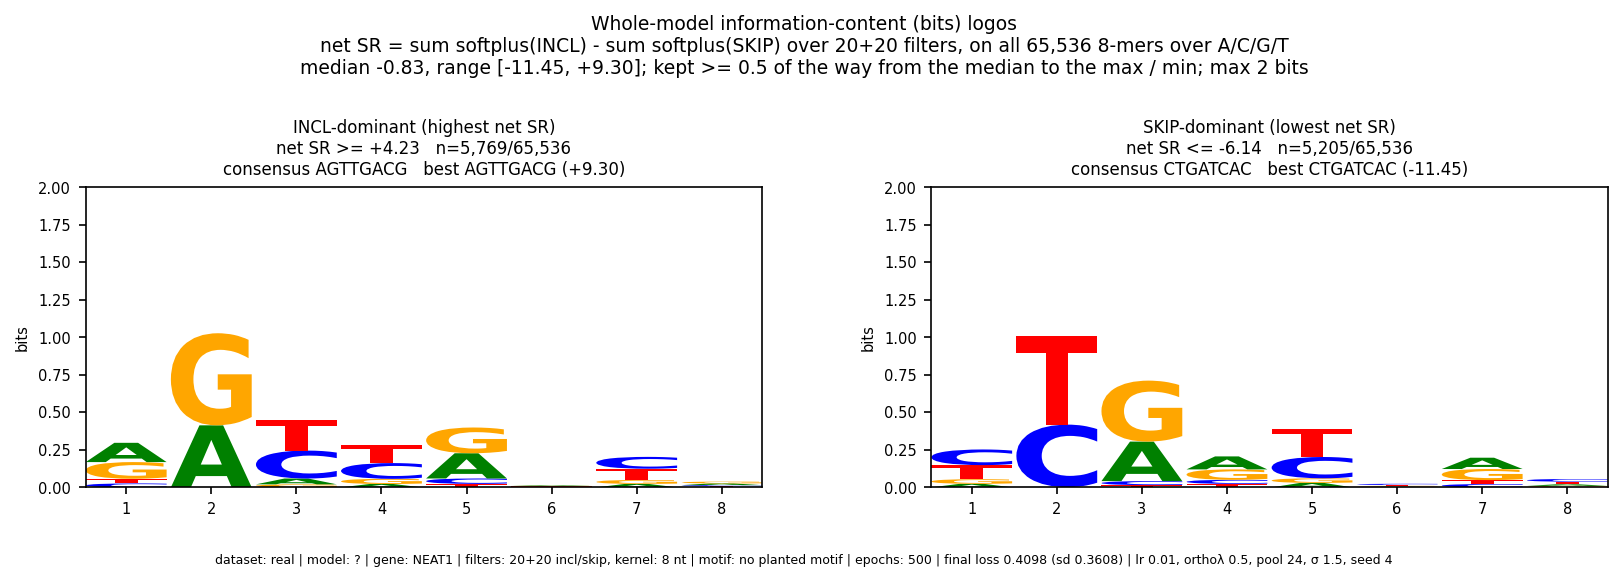 Whole-model information-content (bits) logos
net SR = sum softplus(INCL) - sum softplus(SKIP) over 20+20 filters, on all 65,536 8-mers over A/C/G/T
median -0.83, range [-11.45, +9.30]; kept >= 0.5 of the way from the median to the max / min; max 2 bits
INCL-dominant (highest net SR)
net SR >= +4.23   n=5,769/65,536
consensus AGTTGACG   best AGTTGACG (+9.30)
2.00
1.75
1.50
1.25
1.00
0.75
0.50
0.25
0.00
bits
1 2 3 4 5 6 7 8
SKIP-dominant (lowest net SR)
net SR <= -6.14   n=5,205/65,536
consensus CTGATCAC   best CTGATCAC (-11.45)
2.00
1.75
1.50
1.25
1.00
0.75
0.50
0.25
0.00
bits
1 2 3 4 5 6 7 8
dataset: real | model: ? | gene: NEAT1 | filters: 20+20 incl/skip, kernel: 8 nt | motif: no planted motif | epochs: 500 | final loss 0.4098 (sd 0.3608) | lr 0.01, orthoλ 0.5, pool 24, σ 1.5, seed 4